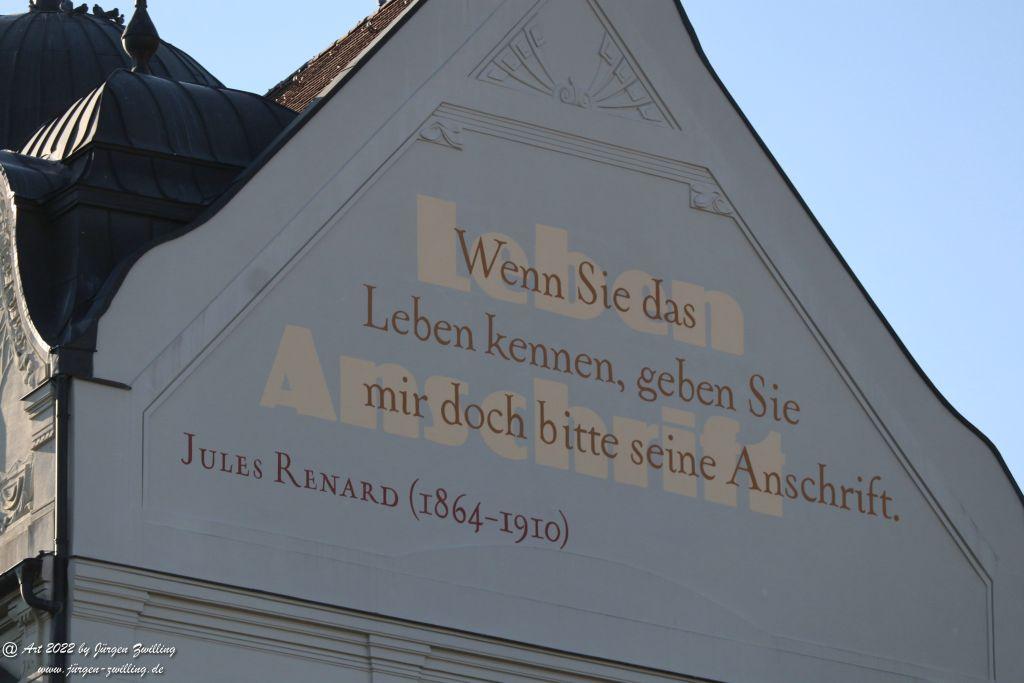 Leben
Anschrift
Wenn Sie das
Leben kennen, geben Sie
mir doch bitte seine Anschrift.
JULES RENARD (1864-1910)
@ Art 2022 by Jürgen Zwilling
www.jürgen-zwilling.de